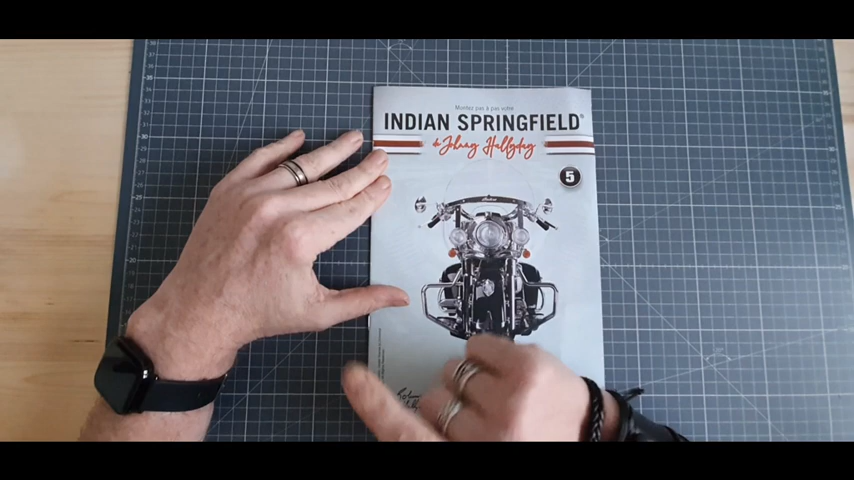 Montez pas à pas votre
INDIAN SPRINGFIELD®
de Johnny Hallyday
5